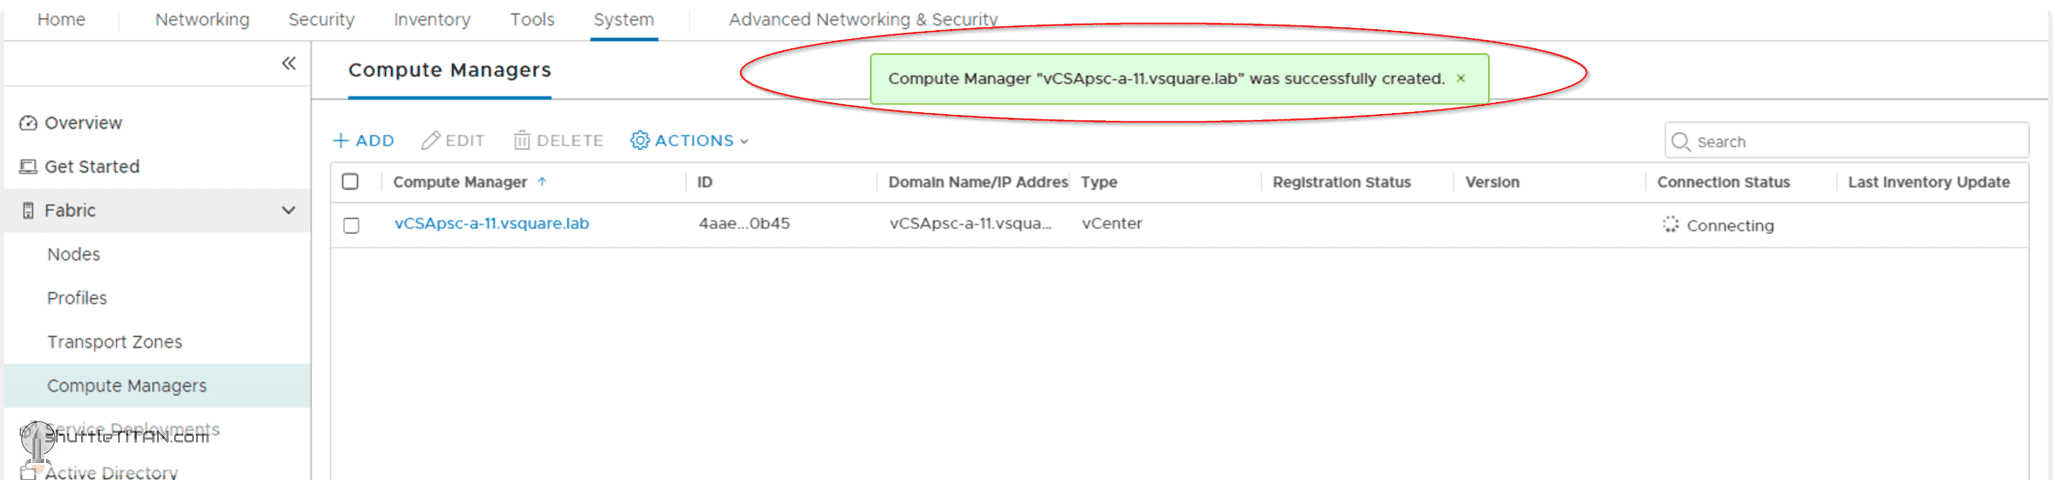 Home Networking Security Inventory Tools System Advanced Networking & Security
Compute Managers
Compute Manager "vCSApsc-a-11.vsquare.lab" was successfully created. ×
Overview
Get Started
Fabric
Nodes
Profiles
Transport Zones
Compute Managers
Service Deployments
shuttleTITAN.com
Active Directory
+ ADD EDIT DELETE ACTIONS
Search
Compute Manager ID Domain Name/IP Addres Type Registration Status Version Connection Status Last Inventory Update
vCSApsc-a-11.vsquare.lab 4aae...0b45 vCSApsc-a-11.vsqua... vCenter Connecting